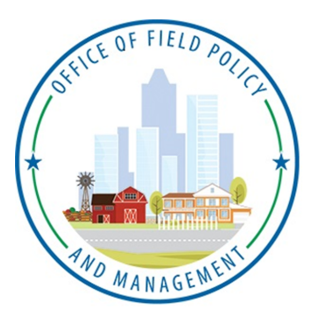 OFFICE OF FIELD POLICY
AND MANAGEMENT